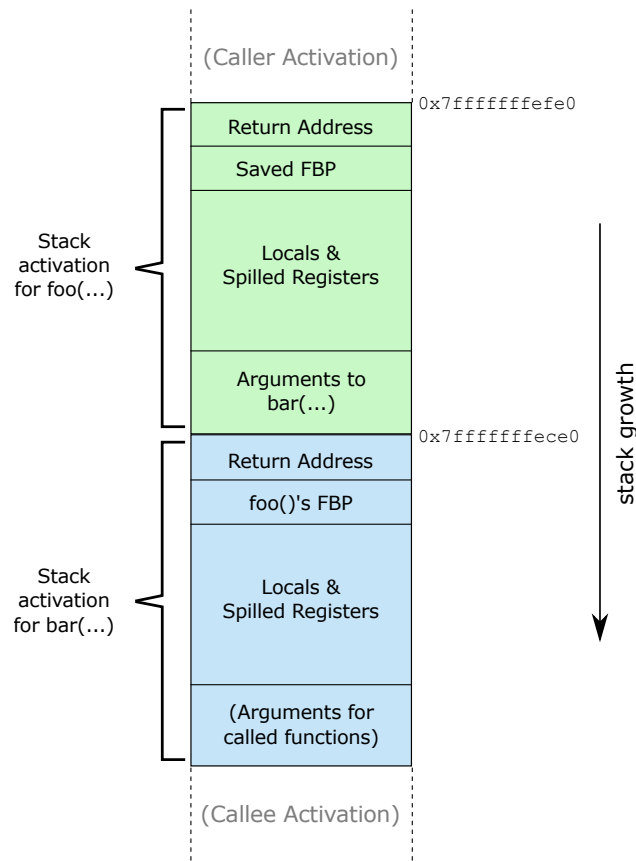 (Caller Activation)
0x7fffffffefe0
Return Address
Saved FBP
Stack
activation
for foo(...)
Locals &
Spilled Registers
Arguments to
bar(...)
0x7fffffffece0
Return Address
foo()'s FBP
stack growth
Stack
activation
for bar(...)
Locals &
Spilled Registers
(Arguments for
called functions)
(Callee Activation)